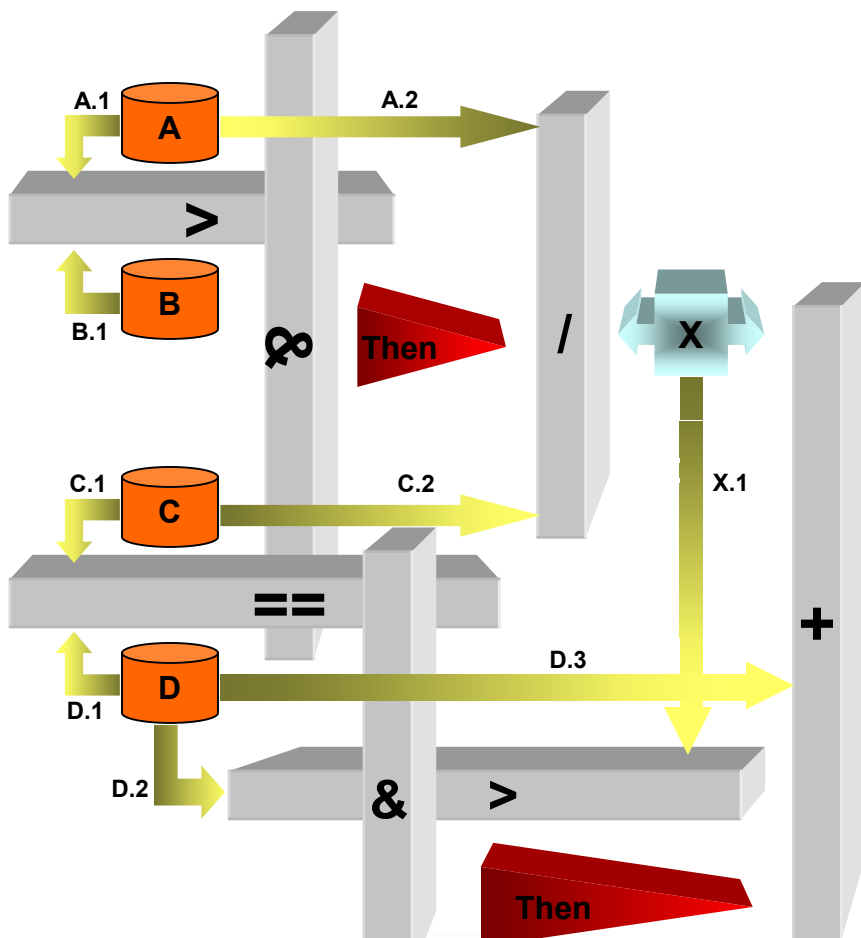 A.1
A
A.2
>
B
B.1
&
Then
/
X
C.1
C
C.2
X.1
==
+
D
D.3
D.1
D.2
&
>
Then